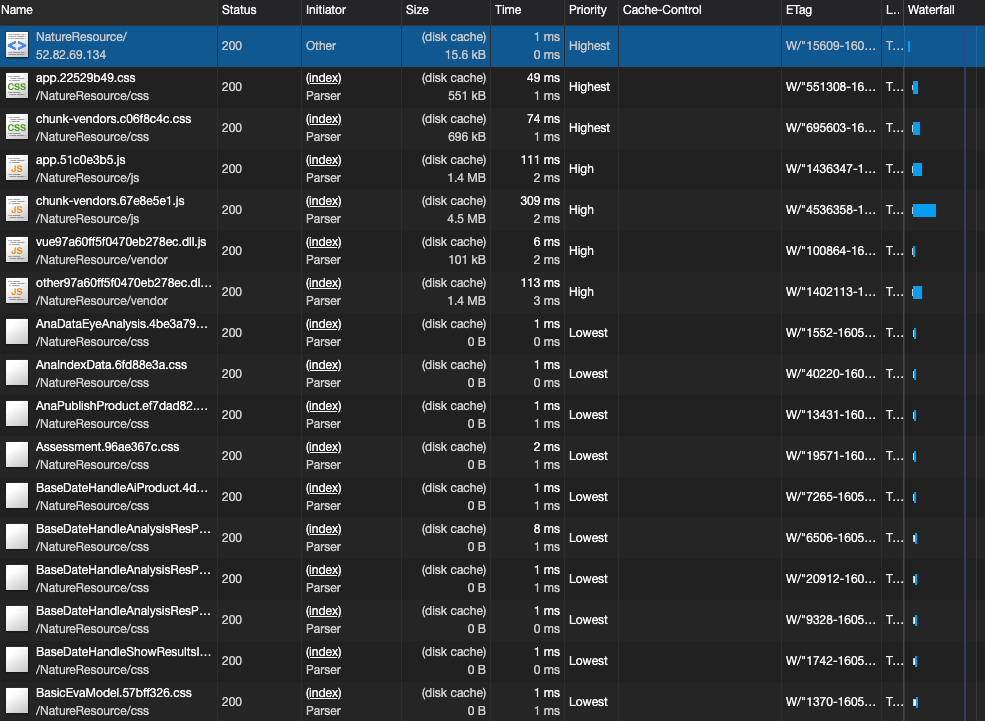 Name Status Initiator Size Time Priority Cache-Control ETag L.. Waterfall
NatureResource/ (disk cache) 1 ms
<> 200 Other Highest W/"15609-160... T...
52.82.69.134 15.6 kB 0 ms
app.22529b49.css (index) (disk cache) 49 ms
CSS 200 Highest W/"551308-16... T...
/NatureResource/css Parser 551 kB 1 ms
chunk-vendors.c06f8c4c.css (index) (disk cache) 74 ms
CSS 200 Highest W/"695603-16... T...
/NatureResource/css Parser 696 kB 1 ms
app.51c0e3b5.js (index) (disk cache) 111 ms
JS 200 High W/"1436347-1... T...
/NatureResource/js Parser 1.4 MB 2 ms
chunk-vendors.67e8e5e1.js (index) (disk cache) 309 ms
JS 200 High W/"4536358-1... T...
/NatureResource/js Parser 4.5 MB 2 ms
vue97a60ff5f0470eb278ec.dll.js (index) (disk cache) 6 ms
JS 200 High W/"100864-16... T...
/NatureResource/vendor Parser 101 kB 2 ms
other97a60ff5f0470eb278ec.dl... (index) (disk cache) 113 ms
JS 200 High W/"1402113-1... T...
/NatureResource/vendor Parser 1.4 MB 3 ms
AnaDataEyeAnalysis.4be3a79... (index) (disk cache) 1 ms
200 Lowest W/"1552-1605... T...
/NatureResource/css Parser 0 B 0 ms
AnaIndexData.6fd88e3a.css (index) (disk cache) 1 ms
200 Lowest W/"40220-160... T...
/NatureResource/css Parser 0 B 0 ms
AnaPublishProduct.ef7dad82.... (index) (disk cache) 1 ms
200 Lowest W/"13431-160... T...
/NatureResource/css Parser 0 B 0 ms
Assessment.96ae367c.css (index) (disk cache) 2 ms
200 Lowest W/"19571-160... T...
/NatureResource/css Parser 0 B 1 ms
BaseDateHandleAiProduct.4d... (index) (disk cache) 1 ms
200 Lowest W/"7265-1605... T...
/NatureResource/css Parser 0 B 0 ms
BaseDateHandleAnalysisResP... (index) (disk cache) 8 ms
200 Lowest W/"6506-1605... T...
/NatureResource/css Parser 0 B 1 ms
BaseDateHandleAnalysisResP... (index) (disk cache) 1 ms
200 Lowest W/"20912-160... T...
/NatureResource/css Parser 0 B 1 ms
BaseDateHandleAnalysisResP... (index) (disk cache) 1 ms
200 Lowest W/"9328-1605... T...
/NatureResource/css Parser 0 B 0 ms
BaseDateHandleShowResultsI... (index) (disk cache) 1 ms
200 Lowest W/"1742-1605... T...
/NatureResource/css Parser 0 B 0 ms
BasicEvaModel.57bff326.css (index) (disk cache) 1 ms
200 Lowest W/"1370-1605... T...
/NatureResource/css Parser 0 B 1 ms